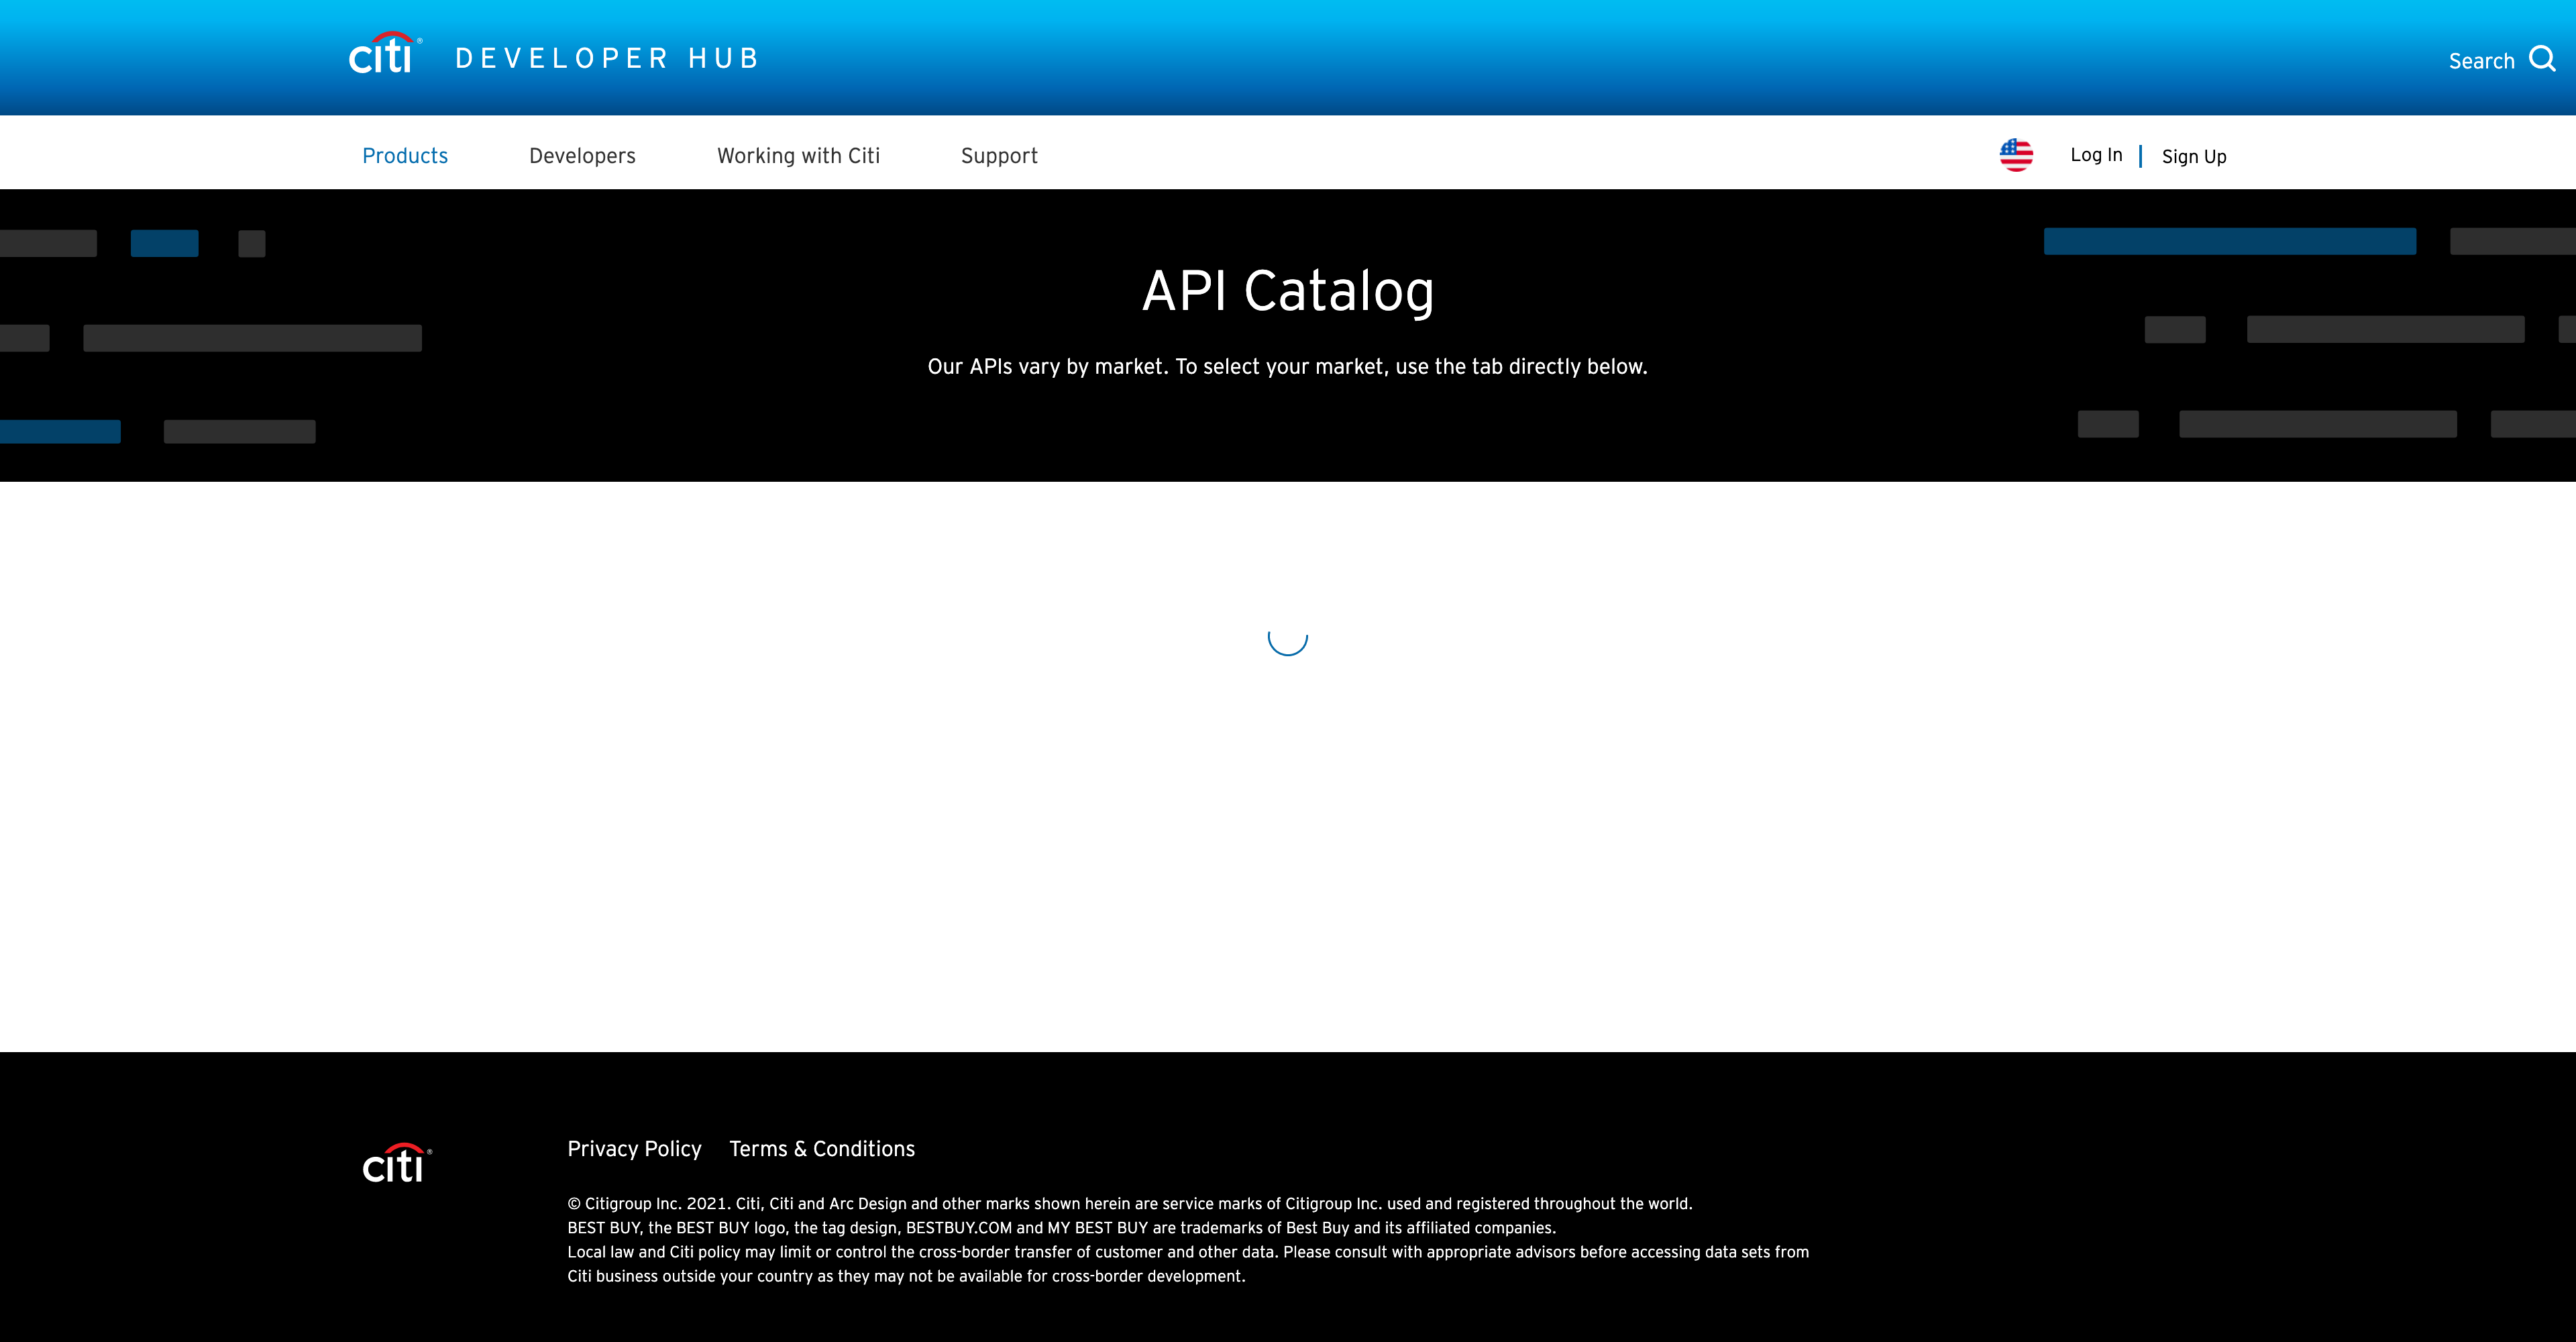 citi® DEVELOPER HUB
Search
Products Developers Working with Citi Support
Log In | Sign Up
API Catalog
Our APIs vary by market. To select your market, use the tab directly below.
citi®
Privacy Policy Terms & Conditions
© Citigroup Inc. 2021. Citi, Citi and Arc Design and other marks shown herein are service marks of Citigroup Inc. used and registered throughout the world.
BEST BUY, the BEST BUY logo, the tag design, BESTBUY.COM and MY BEST BUY are trademarks of Best Buy and its affiliated companies.
Local law and Citi policy may limit or control the cross-border transfer of customer and other data. Please consult with appropriate advisors before accessing data sets from
Citi business outside your country as they may not be available for cross-border development.